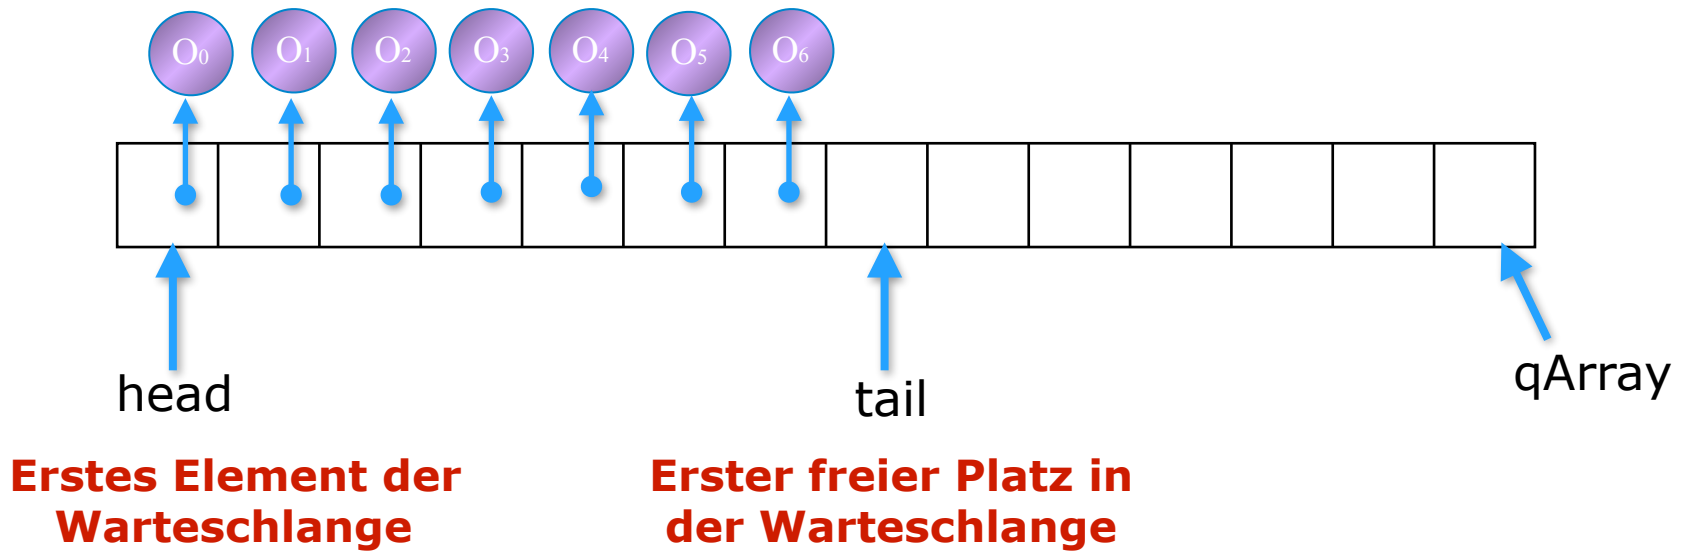 O₀ O₁ O₂ O₃ O₄ O₅ O₆
head
tail
qArray
Erstes Element der
Warteschlange
Erster freier Platz in
der Warteschlange